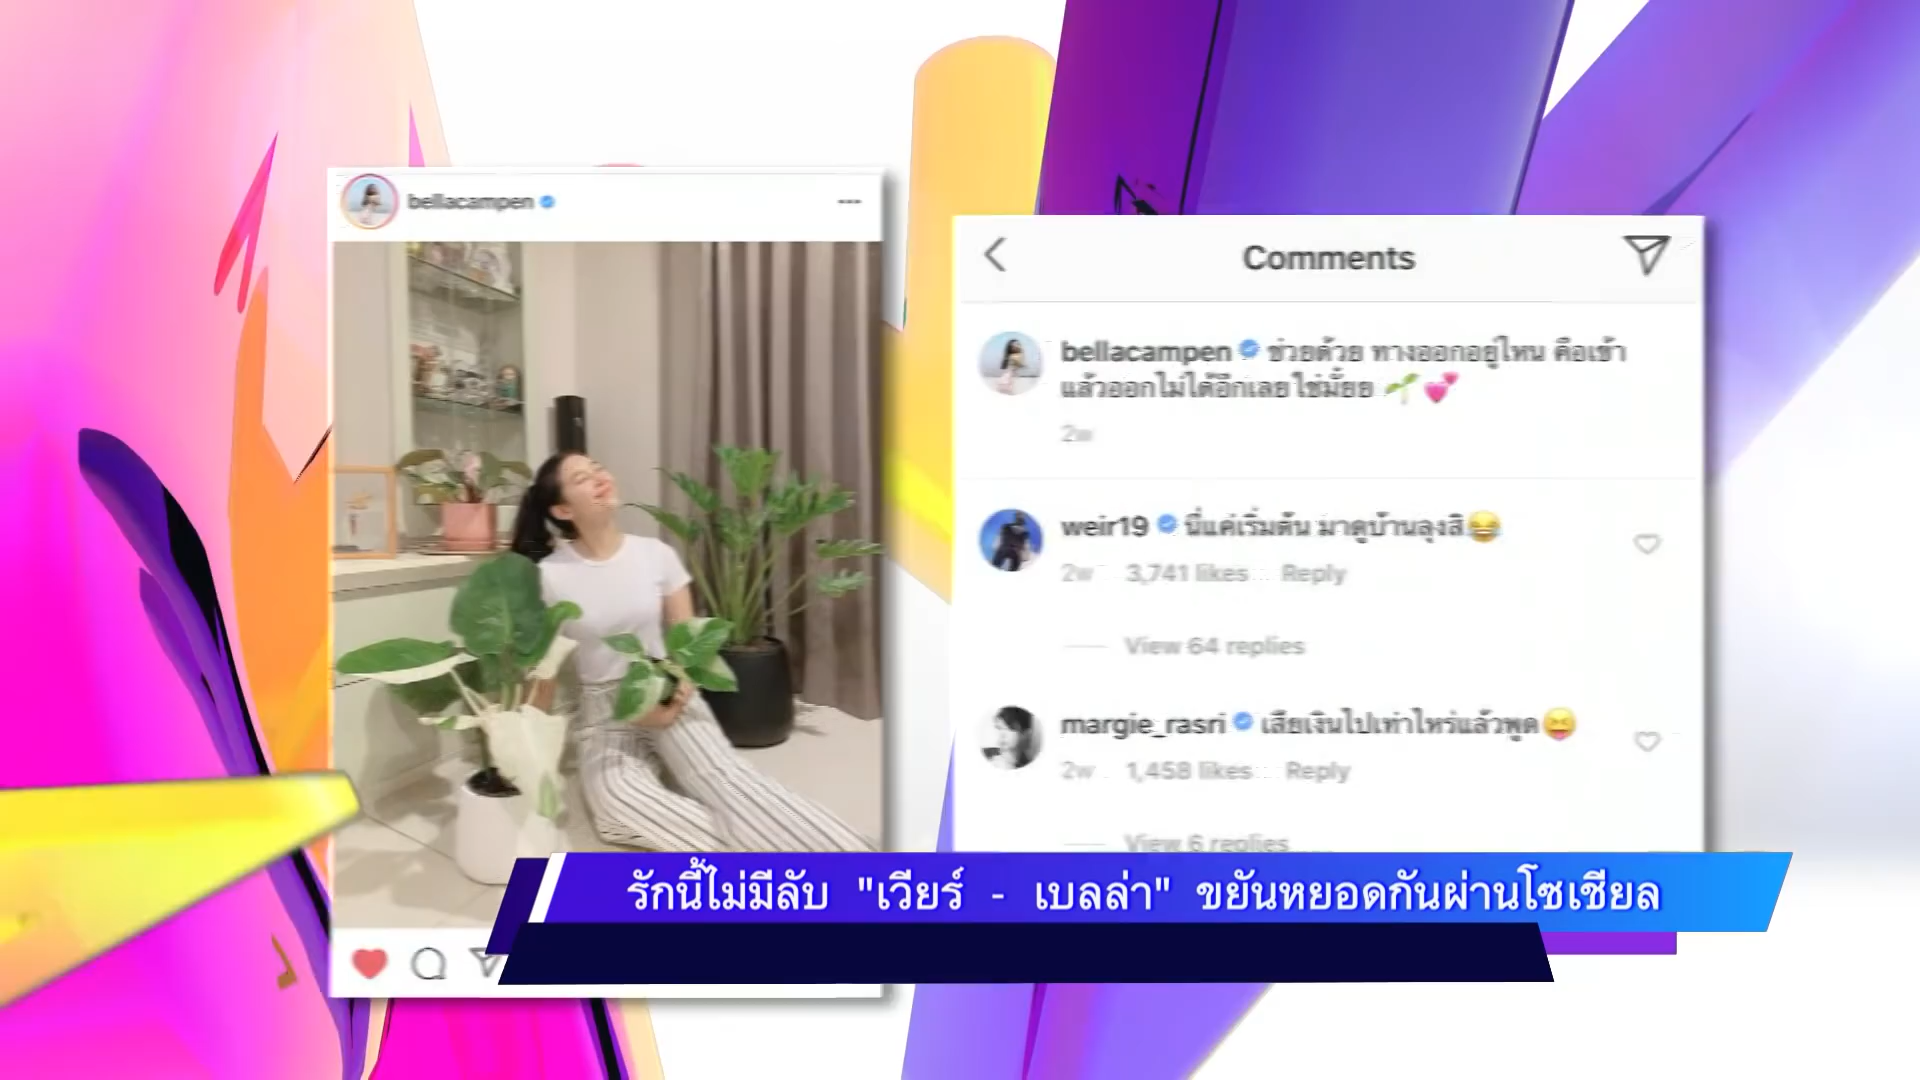 bellacampen
Comments
bellacampen ช่วยด้วย ทางออกอยู่ไหน คือเข้า
แล้วออกไม่ได้อีกเลยใช่มั้ยย 🌱 💕
2w
weir19 นี่แค่เริ่มต้น มาดูบ้านลุงสิ😂
2w 3,741 likes Reply
View 64 replies
margie_rasri เสียเงินไปเท่าไหร่แล้วพูด😝
2w 1,458 likes Reply
View 6 replies
รักนี้ไม่มีลับ "เวียร์ - เบลล่า" ขยันหยอดกันผ่านโซเชียล